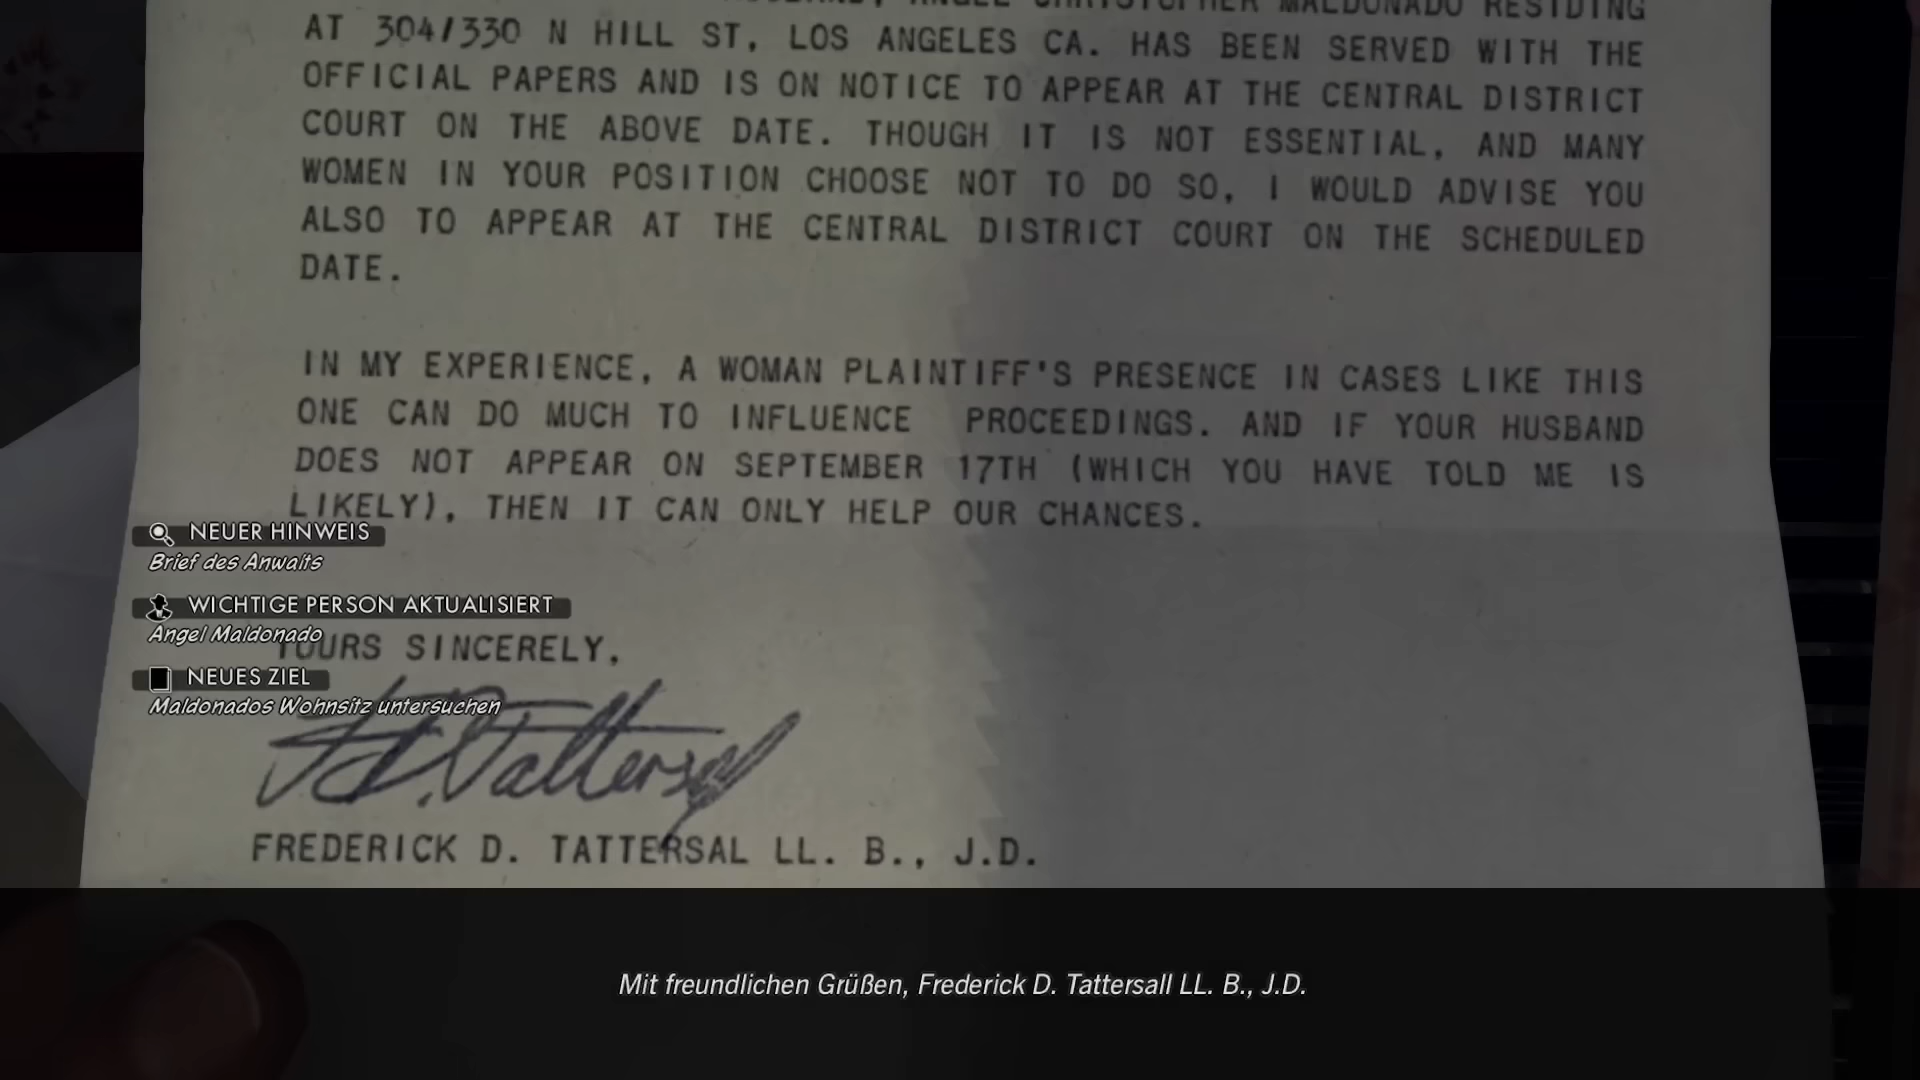 ANGEL CHRISTOPHER MALDONADO RESIDING
AT 304/330 N HILL ST, LOS ANGELES CA. HAS BEEN SERVED WITH THE
OFFICIAL PAPERS AND IS ON NOTICE TO APPEAR AT THE CENTRAL DISTRICT
COURT ON THE ABOVE DATE. THOUGH IT IS NOT ESSENTIAL, AND MANY
WOMEN IN YOUR POSITION CHOOSE NOT TO DO SO, I WOULD ADVISE YOU
ALSO TO APPEAR AT THE CENTRAL DISTRICT COURT ON THE SCHEDULED
DATE.
IN MY EXPERIENCE, A WOMAN PLAINTIFF'S PRESENCE IN CASES LIKE THIS
ONE CAN DO MUCH TO INFLUENCE PROCEEDINGS. AND IF YOUR HUSBAND
DOES NOT APPEAR ON SEPTEMBER 17TH (WHICH YOU HAVE TOLD ME IS
LIKELY), THEN IT CAN ONLY HELP OUR CHANCES.
NEUER HINWEIS
Brief des Anwalts
WICHTIGE PERSON AKTUALISIERT
Angel Maldonado
YOURS SINCERELY,
NEUES ZIEL
Maldonados Wohnsitz untersuchen
F.D. Tattersal
FREDERICK D. TATTERSAL LL. B., J.D.
Mit freundlichen Grüßen, Frederick D. Tattersall LL. B., J.D.